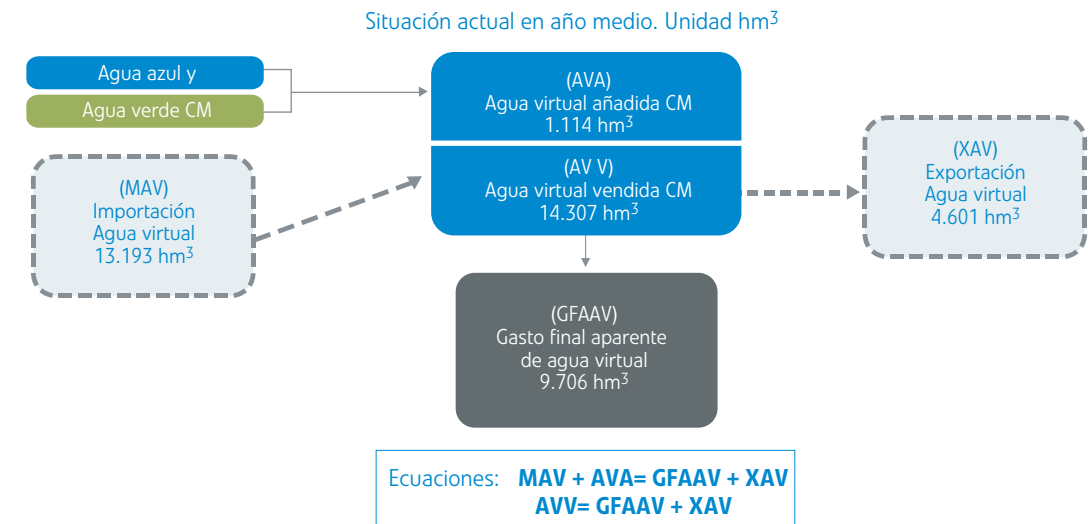 Situación actual en año medio. Unidad hm³
Agua azul y
Agua verde CM
(MAV)
Importación
Agua virtual
13.193 hm³
(AVA)
Agua virtual añadida CM
1.114 hm³
(AV V)
Agua virtual vendida CM
14.307 hm³
(XAV)
Exportación
Agua virtual
4.601 hm³
(GFAAV)
Gasto final aparente
de agua virtual
9.706 hm³
Ecuaciones: MAV + AVA= GFAAV + XAV
AVV= GFAAV + XAV